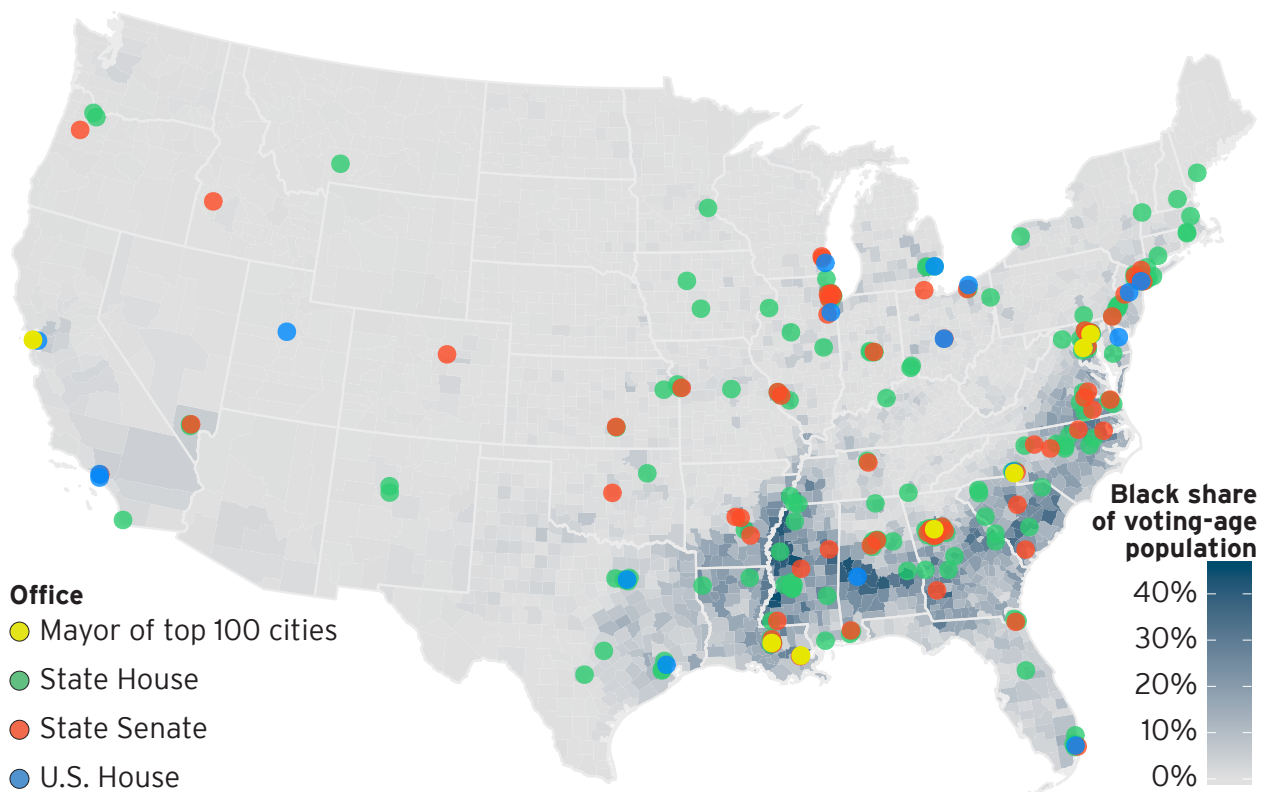 Office
Mayor of top 100 cities
State House
State Senate
U.S. House
Black share
of voting-age
population
40%
30%
20%
10%
0%